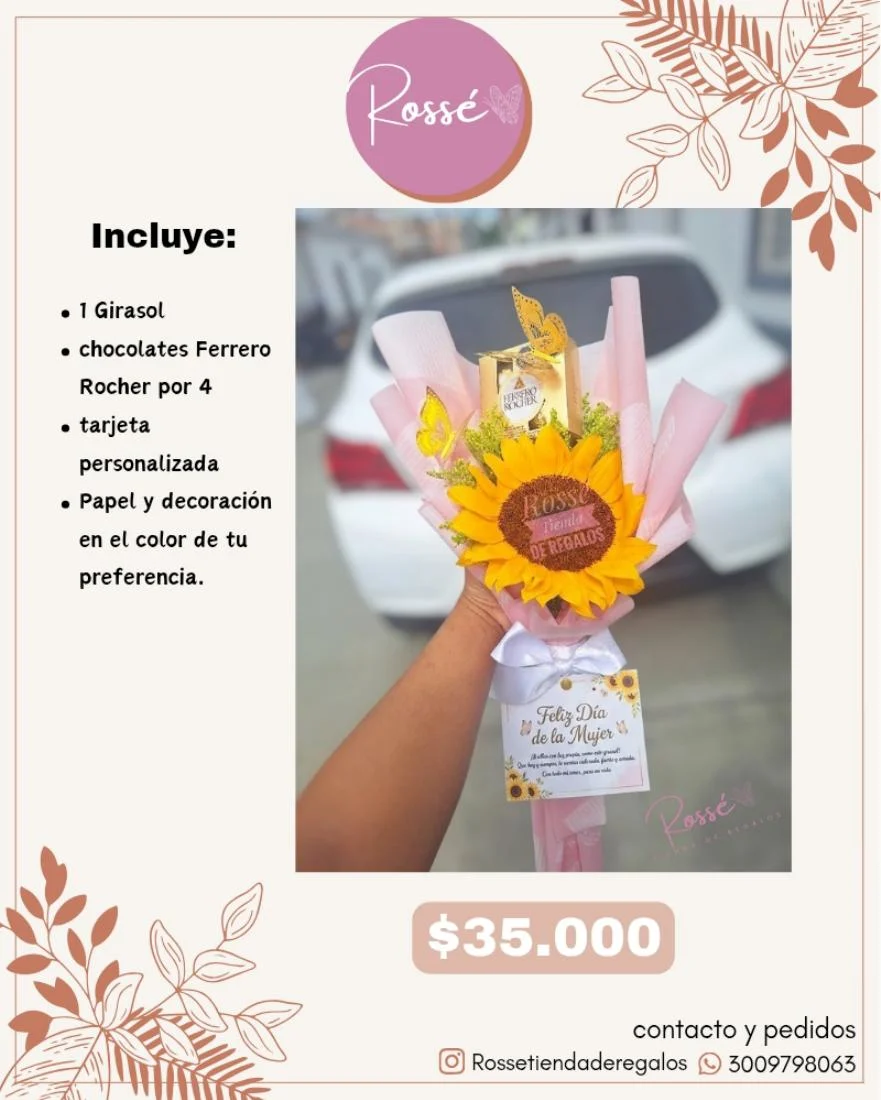 Rossé
Incluye:
• 1 Girasol
• chocolates Ferrero
Rocher por 4
• tarjeta
personalizada
• Papel y decoración
en el color de tu
preferencia.
FERRERO
ROCHER
Rossé
Tienda
DE REGALOS
Feliz Día
de la Mujer
Rossé
$35.000
contacto y pedidos
Rossetiendaderegalos 3009798063